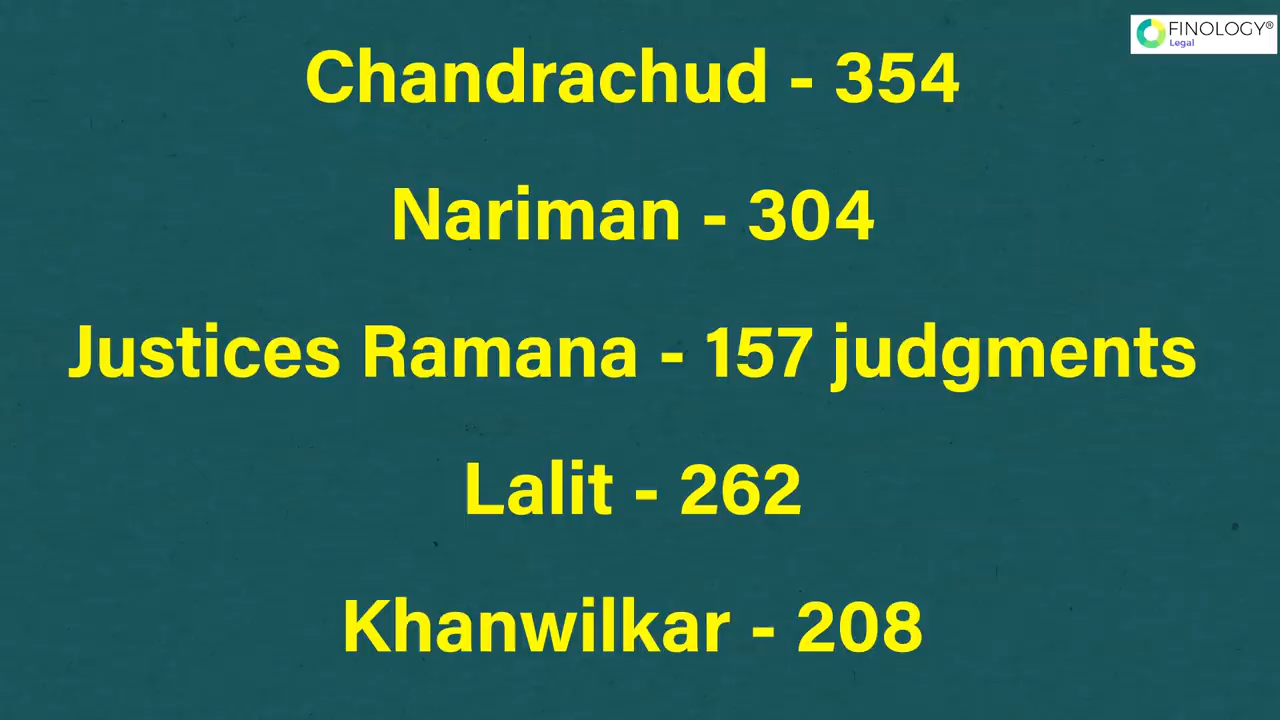 FINOLOGY®
Legal
Chandrachud - 354
Nariman - 304
Justices Ramana - 157 judgments
Lalit - 262
Khanwilkar - 208